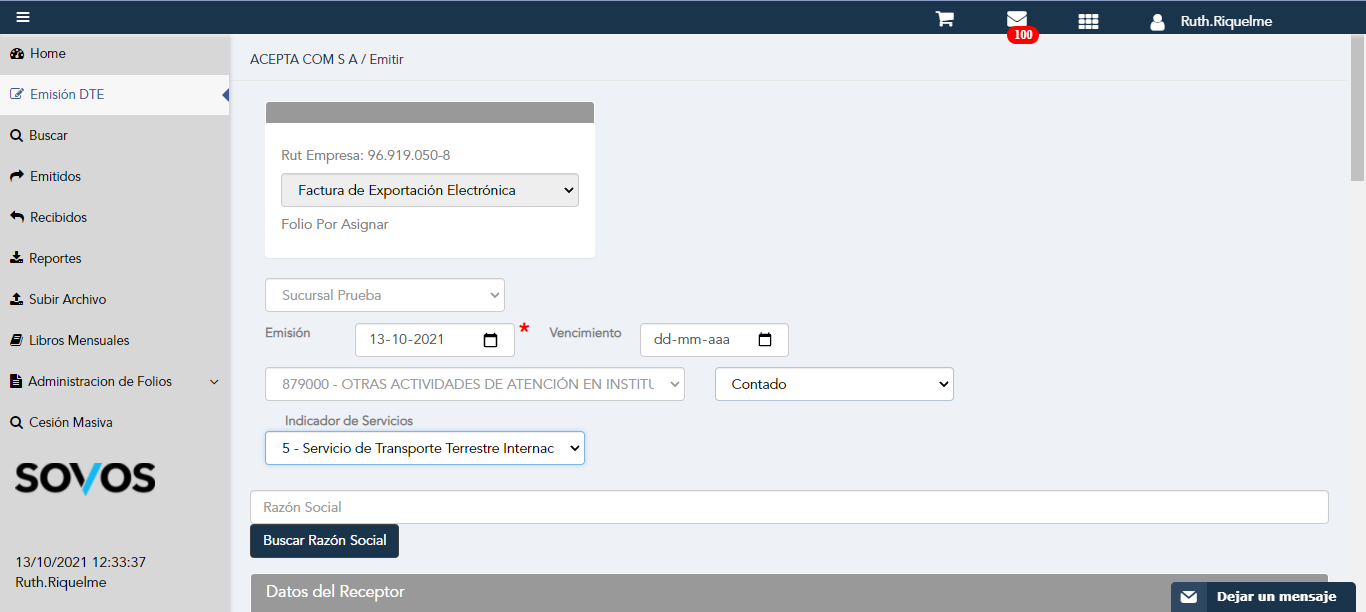 100
Ruth.Riquelme
Home
Emisión DTE
Buscar
Emitidos
Recibidos
Reportes
Subir Archivo
Libros Mensuales
Administracion de Folios
Cesión Masiva
SOVOS
13/10/2021 12:33:37
Ruth.Riquelme
ACEPTA COM S A / Emitir
Rut Empresa: 96.919.050-8
Factura de Exportación Electrónica
Folio Por Asignar
Sucursal Prueba
Emisión 13-10-2021 * Vencimiento dd-mm-aaa
879000 - OTRAS ACTIVIDADES DE ATENCIÓN EN INSTITU Contado
Indicador de Servicios
5 - Servicio de Transporte Terrestre Internac
Razón Social
Buscar Razón Social
Datos del Receptor
Dejar un mensaje